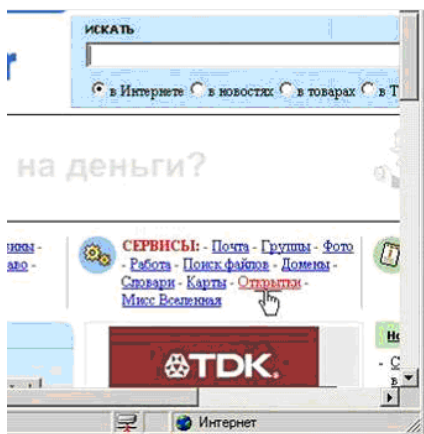 ИСКАТЬ
в Интернете в новостях в товарах в Т
на деньги?
СЕРВИСЫ: - Почта - Группы - Фото
- Работа - Поиск файлов - Домены -
Словари - Карты - Открытки -
Мисс Вселенная
TDK.
Но
Интернет